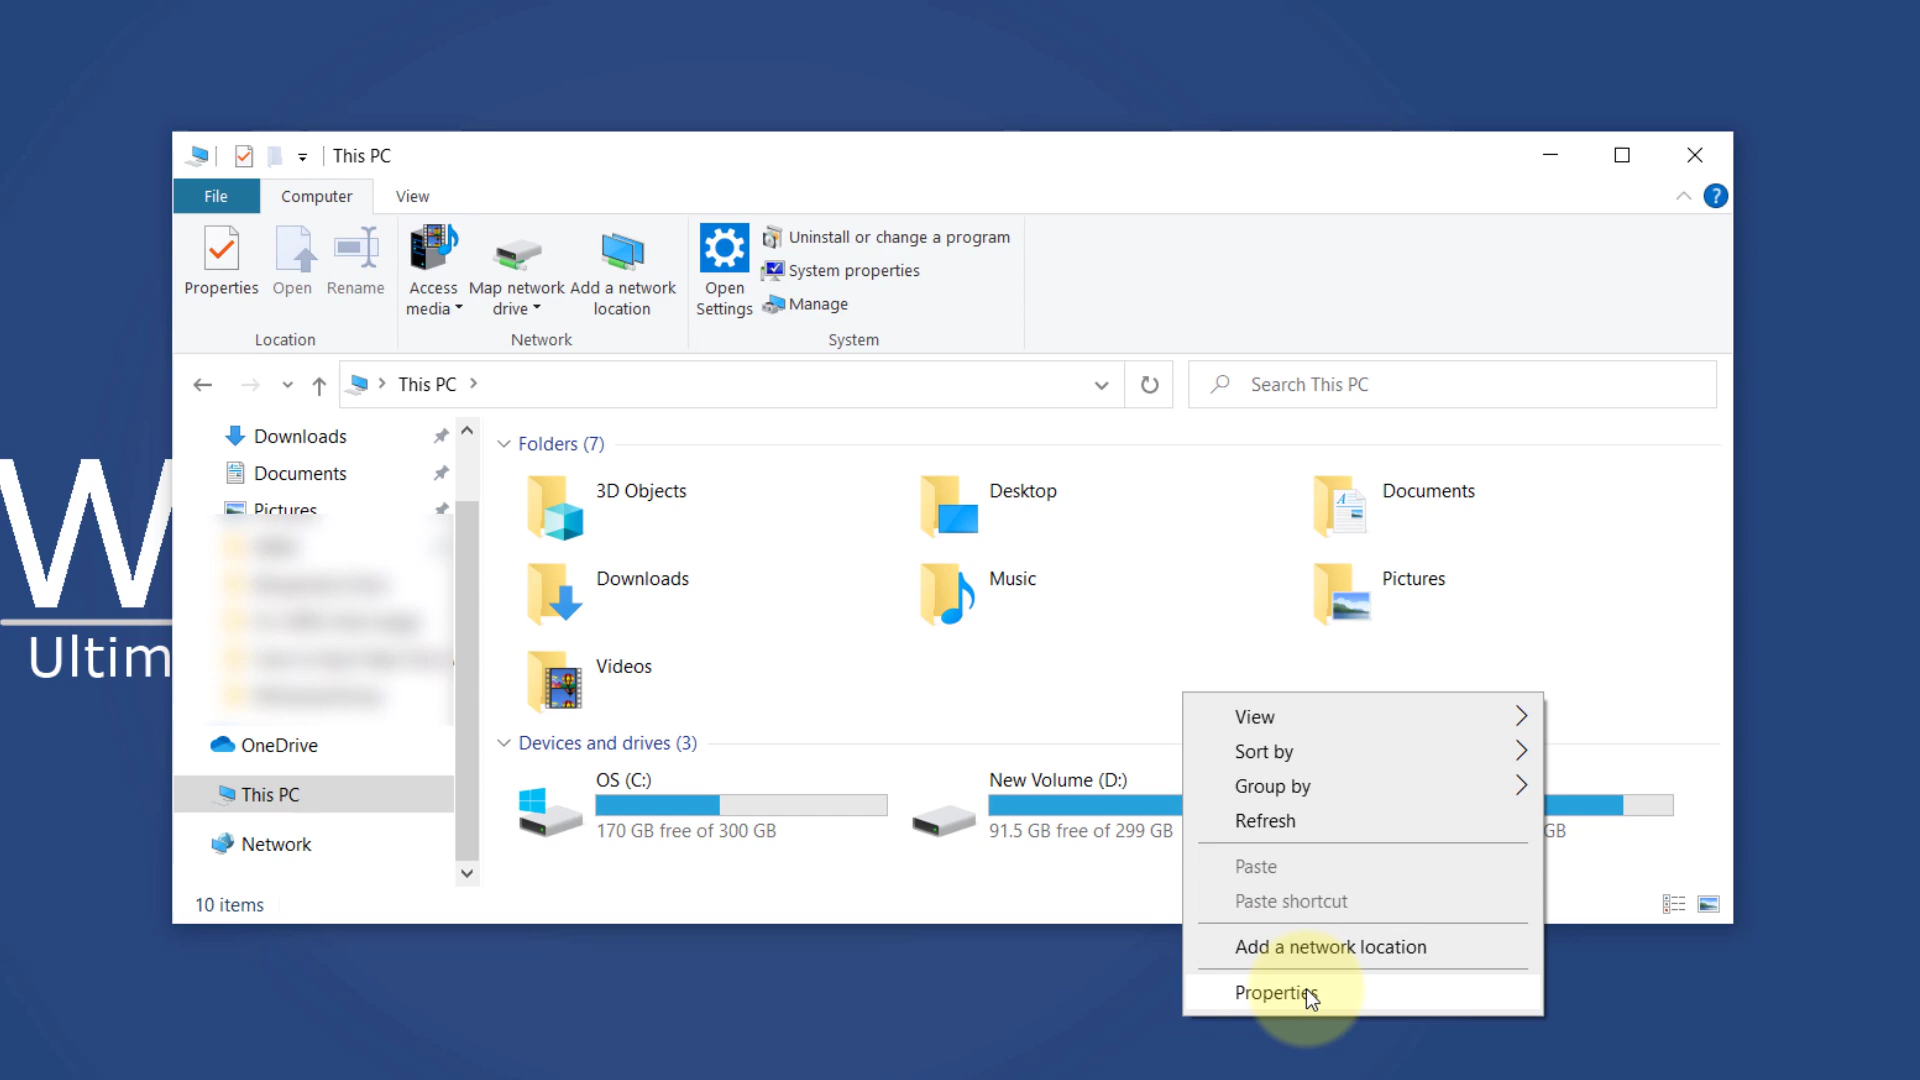 This PC
File Computer View
Properties Open Rename Access media Map network drive Add a network location Open Settings
Uninstall or change a program
System properties
Manage
Location Network System
This PC
Search This PC
Downloads
Documents
Pictures
OneDrive
This PC
Network
Folders (7)
3D Objects Desktop Documents
Downloads Music Pictures
Videos
Devices and drives (3)
OS (C:) New Volume (D:)
170 GB free of 300 GB 91.5 GB free of 299 GB GB
View
Sort by
Group by
Refresh
Paste
Paste shortcut
Add a network location
Properties
10 items
W
Ultim